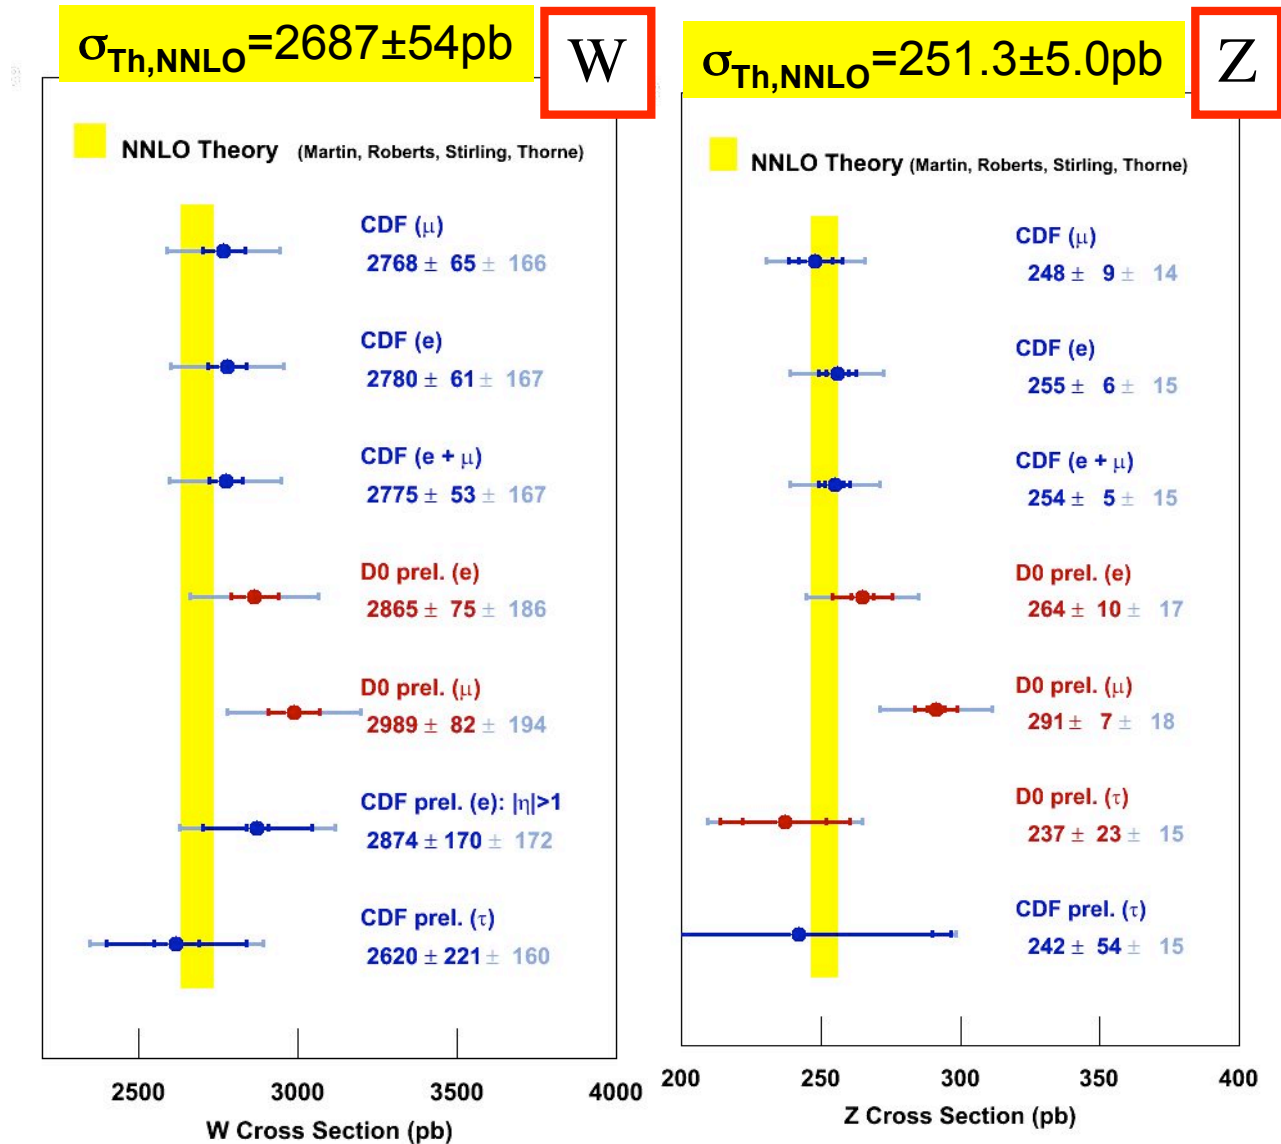 σTh,NNLO=2687±54pb
W
NNLO Theory (Martin, Roberts, Stirling, Thorne)
CDF (μ)
2768 ± 65 ± 166
CDF (e)
2780 ± 61 ± 167
CDF (e + μ)
2775 ± 53 ± 167
D0 prel. (e)
2865 ± 75 ± 186
D0 prel. (μ)
2989 ± 82 ± 194
CDF prel. (e): |η|>1
2874 ± 170 ± 172
CDF prel. (τ)
2620 ± 221 ± 160
2500 3000 3500 4000
W Cross Section (pb)
σTh,NNLO=251.3±5.0pb
Z
NNLO Theory (Martin, Roberts, Stirling, Thorne)
CDF (μ)
248 ± 9 ± 14
CDF (e)
255 ± 6 ± 15
CDF (e + μ)
254 ± 5 ± 15
D0 prel. (e)
264 ± 10 ± 17
D0 prel. (μ)
291 ± 7 ± 18
D0 prel. (τ)
237 ± 23 ± 15
CDF prel. (τ)
242 ± 54 ± 15
200 250 300 350 400
Z Cross Section (pb)